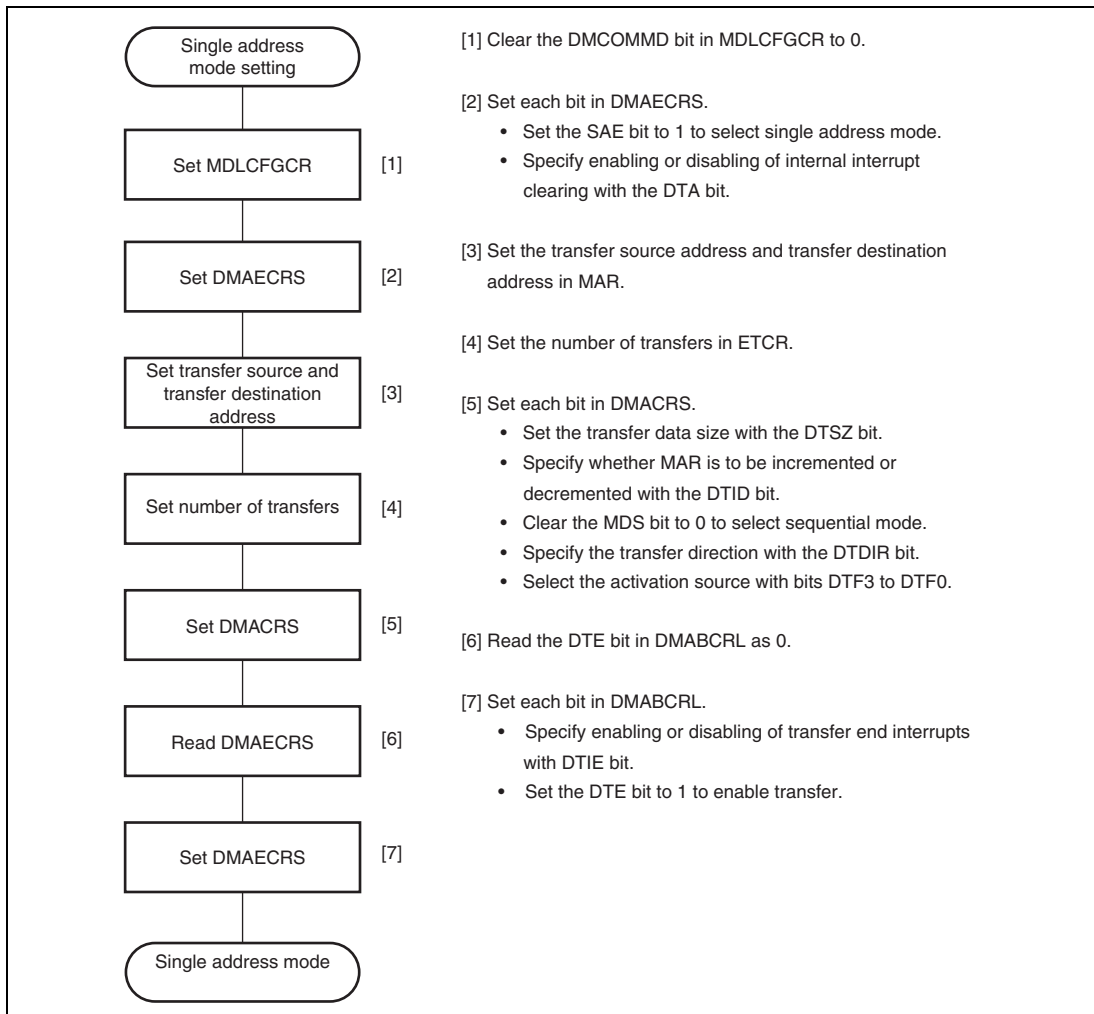 Single address
mode setting
Set MDLCFGCR
[1]
Set DMAECRS
[2]
Set transfer source and
transfer destination
address
[3]
Set number of transfers
[4]
Set DMACRS
[5]
Read DMAECRS
[6]
Set DMAECRS
[7]
Single address mode
[1] Clear the DMCOMMD bit in MDLCFGCR to 0.
[2] Set each bit in DMAECRS.
• Set the SAE bit to 1 to select single address mode.
• Specify enabling or disabling of internal interrupt
clearing with the DTA bit.
[3] Set the transfer source address and transfer destination
address in MAR.
[4] Set the number of transfers in ETCR.
[5] Set each bit in DMACRS.
• Set the transfer data size with the DTSZ bit.
• Specify whether MAR is to be incremented or
decremented with the DTID bit.
• Clear the MDS bit to 0 to select sequential mode.
• Specify the transfer direction with the DTDIR bit.
• Select the activation source with bits DTF3 to DTF0.
[6] Read the DTE bit in DMABCRL as 0.
[7] Set each bit in DMABCRL.
• Specify enabling or disabling of transfer end interrupts
with DTIE bit.
• Set the DTE bit to 1 to enable transfer.